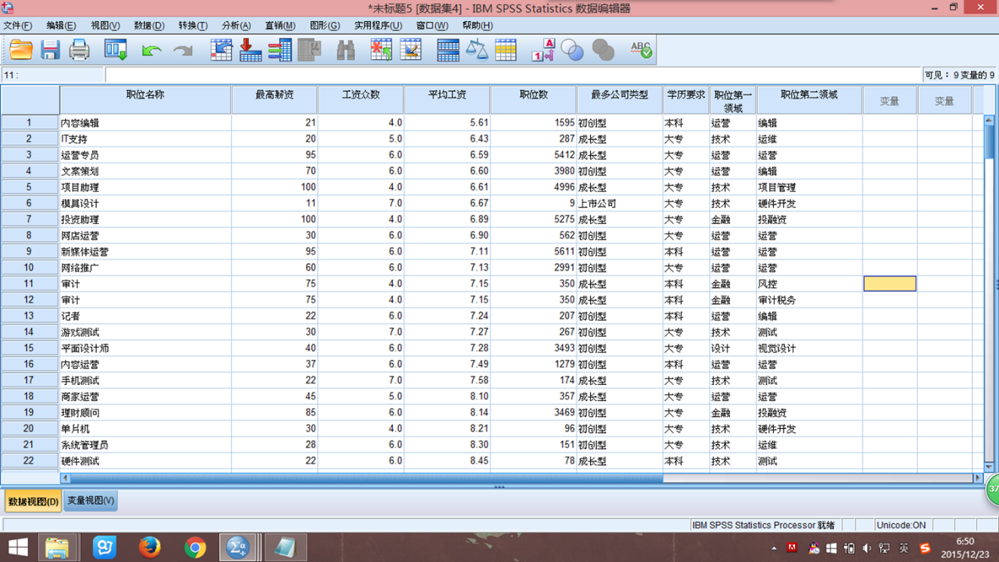 *未标题5 [数据集4] - IBM SPSS Statistics 数据编辑器
文件(F) 编辑(E) 视图(V) 数据(D) 转换(T) 分析(A) 直销(M) 图形(G) 实用程序(U) 窗口(W) 帮助(H)
11 : 可见： 9 变量的 9
职位名称 最高薪资 工资众数 平均工资 职位数 最多公司类型 学历要求 职位第一领域 职位第二领域 变量 变量
1 内容编辑 21 4.0 5.61 1595 初创型 本科 运营 编辑
2 IT支持 20 5.0 6.43 287 成长型 大专 技术 运维
3 运营专员 95 6.0 6.59 5412 成长型 大专 运营 运营
4 文案策划 70 6.0 6.60 3980 初创型 大专 运营 编辑
5 项目助理 100 4.0 6.61 4996 成长型 大专 技术 项目管理
6 模具设计 11 7.0 6.67 9 上市公司 大专 技术 硬件开发
7 投资助理 100 4.0 6.89 5275 成长型 大专 金融 投融资
8 网店运营 30 6.0 6.90 562 初创型 大专 运营 运营
9 新媒体运营 95 6.0 7.11 5611 初创型 本科 运营 运营
10 网络推广 60 6.0 7.13 2991 初创型 大专 运营 运营
11 审计 75 4.0 7.15 350 成长型 本科 金融 风控
12 审计 75 4.0 7.15 350 成长型 本科 金融 审计税务
13 记者 22 6.0 7.24 207 初创型 本科 运营 编辑
14 游戏测试 30 7.0 7.27 267 初创型 大专 技术 测试
15 平面设计师 40 6.0 7.28 3493 初创型 大专 设计 视觉设计
16 内容运营 37 6.0 7.49 1279 初创型 本科 运营 运营
17 手机测试 22 7.0 7.58 174 成长型 大专 技术 测试
18 商家运营 45 5.0 8.10 357 成长型 大专 运营 运营
19 理财顾问 85 6.0 8.14 3469 初创型 大专 金融 投融资
20 单片机 30 4.0 8.21 96 初创型 大专 技术 硬件开发
21 系统管理员 28 6.0 8.30 151 初创型 大专 技术 运维
22 硬件测试 22 6.0 8.45 78 成长型 本科 技术 测试
37
数据视图(D) 变量视图(V)
IBM SPSS Statistics Processor 就绪 Unicode:ON
英 6:50
2015/12/23